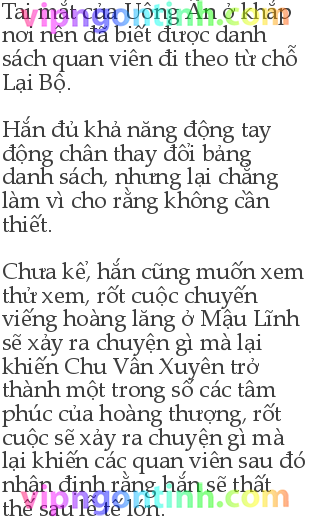 Tai mắt của Uông Ấn ở khắp
nơi nên đã biết được danh
sách quan viên đi theo từ chỗ
Lại Bộ.
Hắn đủ khả năng động tay
động chân thay đổi bảng
danh sách, nhưng lại chẳng
làm vì cho rằng không cần
thiết.
Chưa kể, hắn cũng muốn xem
thử xem, rốt cuộc chuyến
viếng hoàng lăng ở Mậu Lĩnh
sẽ xảy ra chuyện gì mà lại
khiến Chu Vân Xuyên trở
thành một trong số các tâm
phúc của hoàng thượng, rốt
cuộc sẽ xảy ra chuyện gì mà
lại khiến các quan viên sau đó
nhận định rằng hắn sẽ thất
thế sau lễ tế lớn.
vipngontinh.com
vipngontinh.com